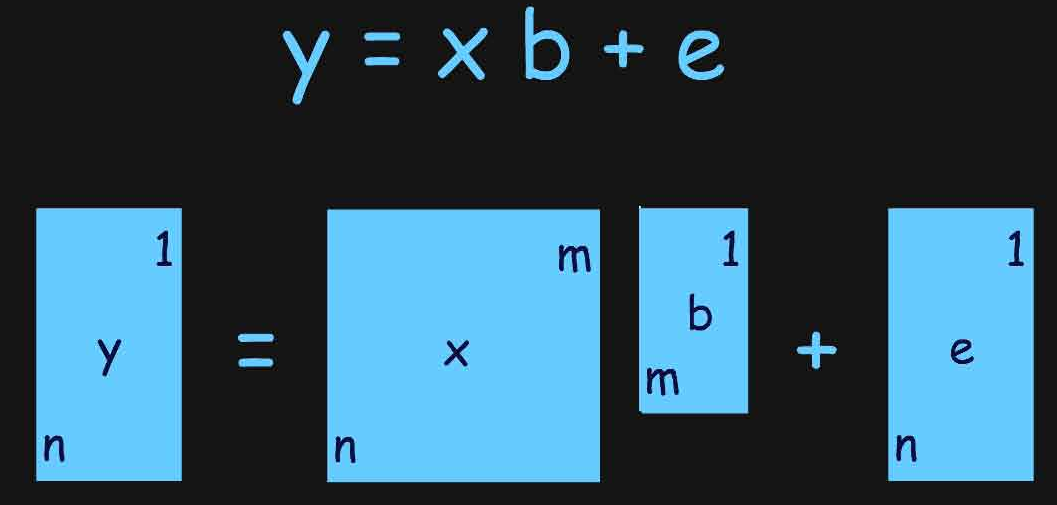 y = x b + e
1 m 1 1
b
y = x + e
m
n n n